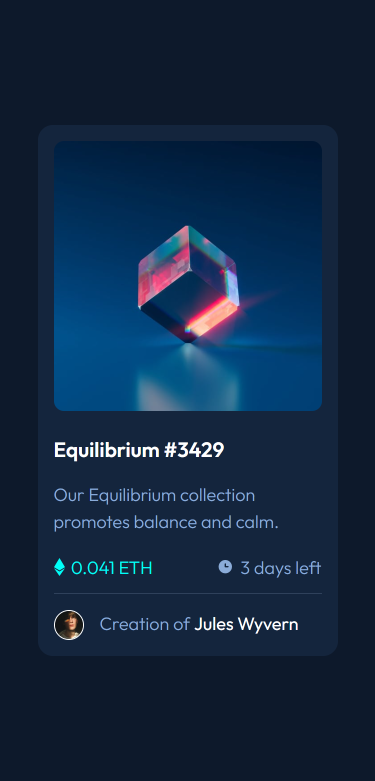 Equilibrium #3429
Our Equilibrium collection
promotes balance and calm.
0.041 ETH
3 days left
Creation of Jules Wyvern